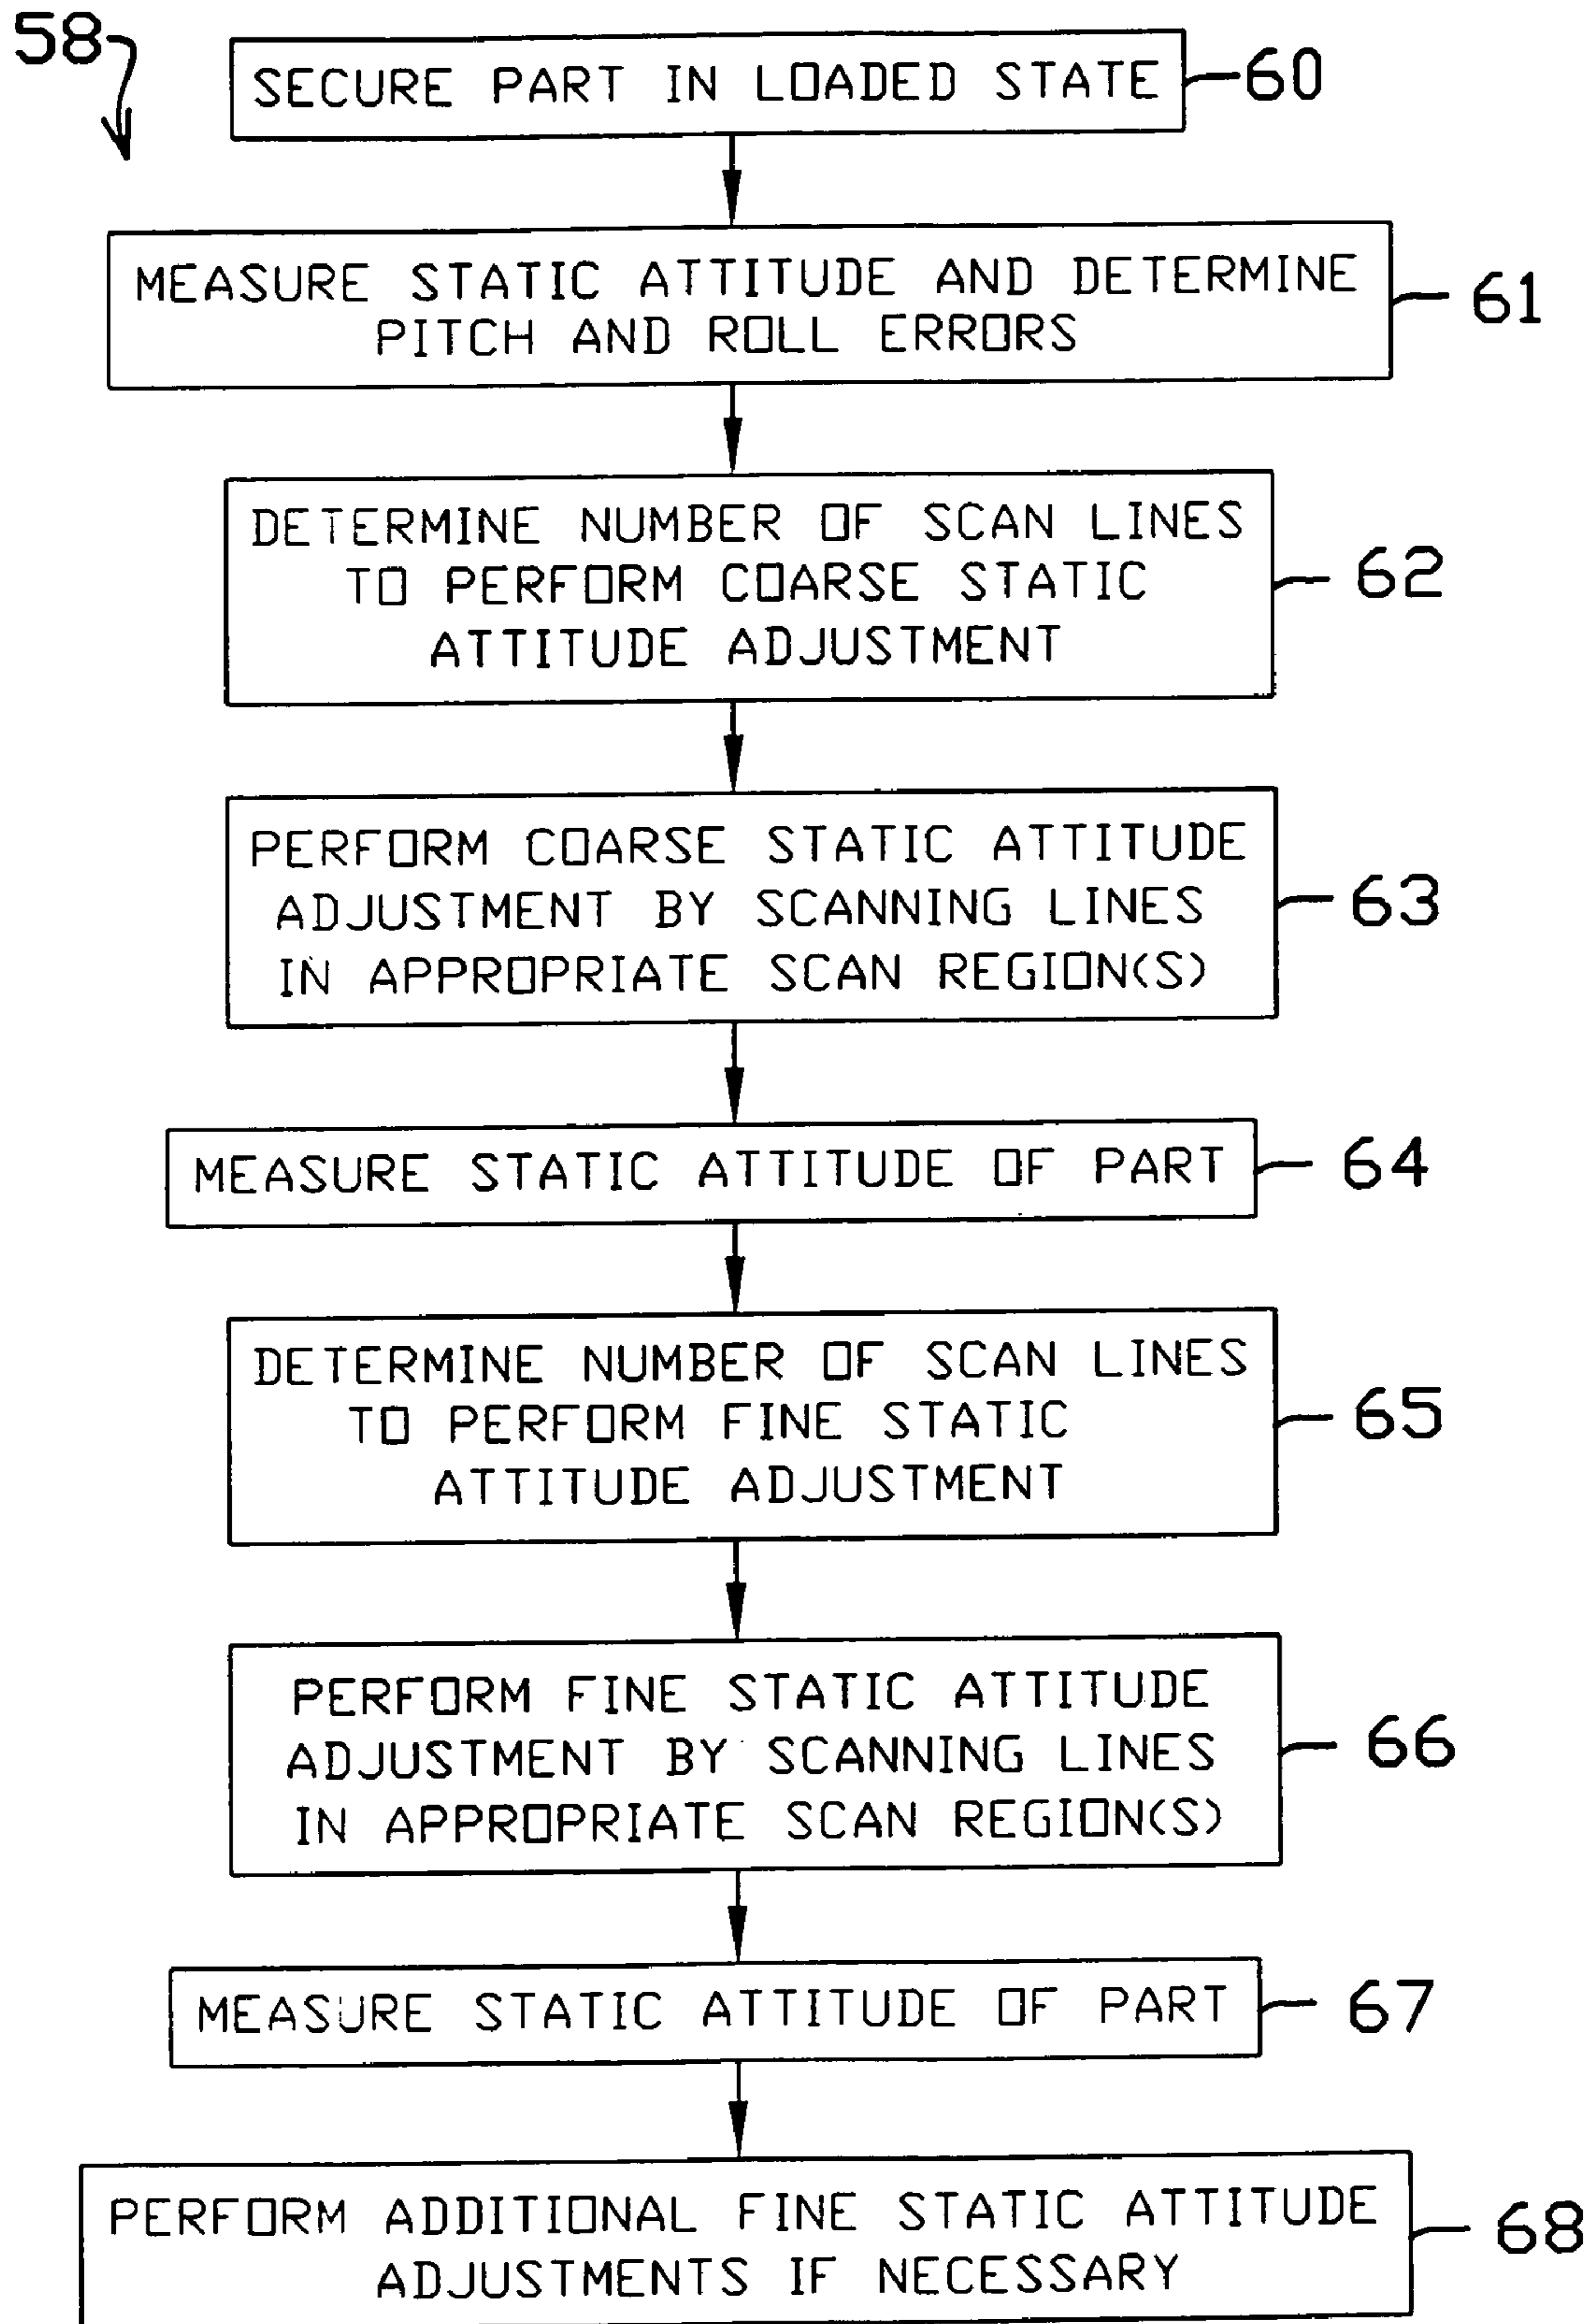 58
SECURE PART IN LOADED STATE
60
MEASURE STATIC ATTITUDE AND DETERMINE
PITCH AND ROLL ERRORS
61
DETERMINE NUMBER OF SCAN LINES
TO PERFORM COARSE STATIC
ATTITUDE ADJUSTMENT
62
PERFORM COARSE STATIC ATTITUDE
ADJUSTMENT BY SCANNING LINES
IN APPROPRIATE SCAN REGION(S)
63
MEASURE STATIC ATTITUDE OF PART
64
DETERMINE NUMBER OF SCAN LINES
TO PERFORM FINE STATIC
ATTITUDE ADJUSTMENT
65
PERFORM FINE STATIC ATTITUDE
ADJUSTMENT BY SCANNING LINES
IN APPROPRIATE SCAN REGION(S)
66
MEASURE STATIC ATTITUDE OF PART
67
PERFORM ADDITIONAL FINE STATIC ATTITUDE
ADJUSTMENTS IF NECESSARY
68